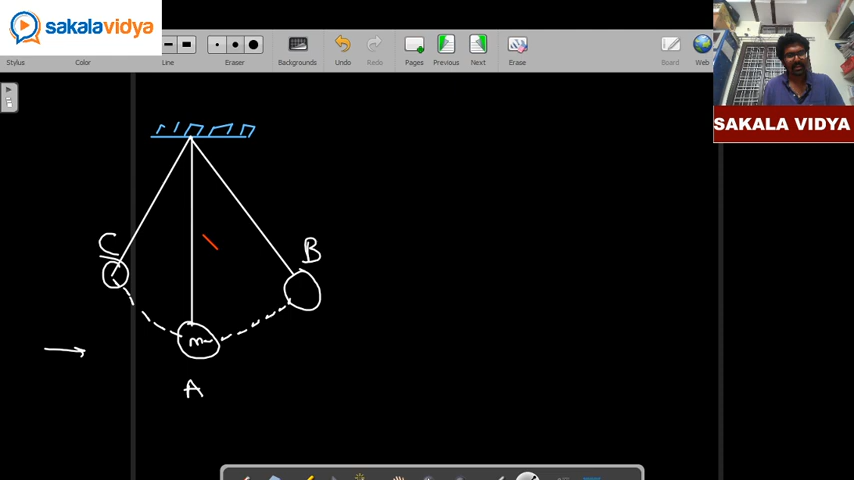 sakalavidya
Stylus
Color
Line
Eraser
Backgrounds
Undo
Redo
Pages
Previous
Next
Erase
Board
Web
SAKALA VIDYA
C
B
m
A